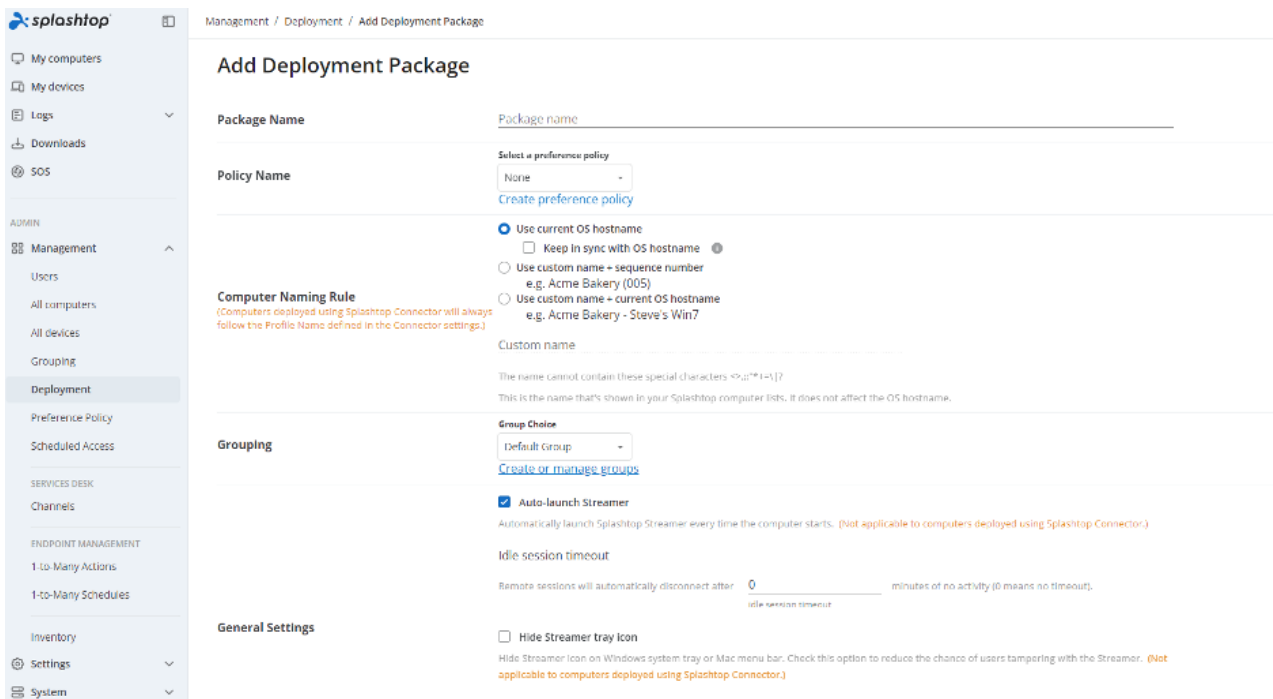 splashtop
Management / Deployment / Add Deployment Package
My computers
My devices
Logs
Downloads
SOS
ADMIN
Management
Users
All computers
All devices
Grouping
Deployment
Preference Policy
Scheduled Access
SERVICES DESK
Channels
ENDPOINT MANAGEMENT
1-to-Many Actions
1-to-Many Schedules
Inventory
Settings
System
Add Deployment Package
Package Name
Package name
Policy Name
Select a preference policy
None
Create preference policy
Computer Naming Rule
(Computers deployed using Splashtop Connector will always
follow the Profile Name defined in the Connector settings.)
Use current OS hostname
Keep in sync with OS hostname
Use custom name + sequence number
e.g. Acme Bakery (005)
Use custom name + current OS hostname
e.g. Acme Bakery - Steve's Win7
Custom name
The name cannot contain these special characters
This is the name that's shown in your Splashtop computer lists. It does not affect the OS hostname.
Grouping
Group Choice
Default Group
Create or manage groups
General Settings
Auto-launch Streamer
Automatically launch Splashtop Streamer every time the computer starts. (Not applicable to computers deployed using Splashtop Connector.)
Idle session timeout
Remote sessions will automatically disconnect after 0 minutes of no activity (0 means no timeout).
Idle session timeout
Hide Streamer tray icon
Hide Streamer icon on Windows system tray or Mac menu bar. Check this option to reduce the chance of users tampering with the Streamer. (Not
applicable to computers deployed using Splashtop Connector.)